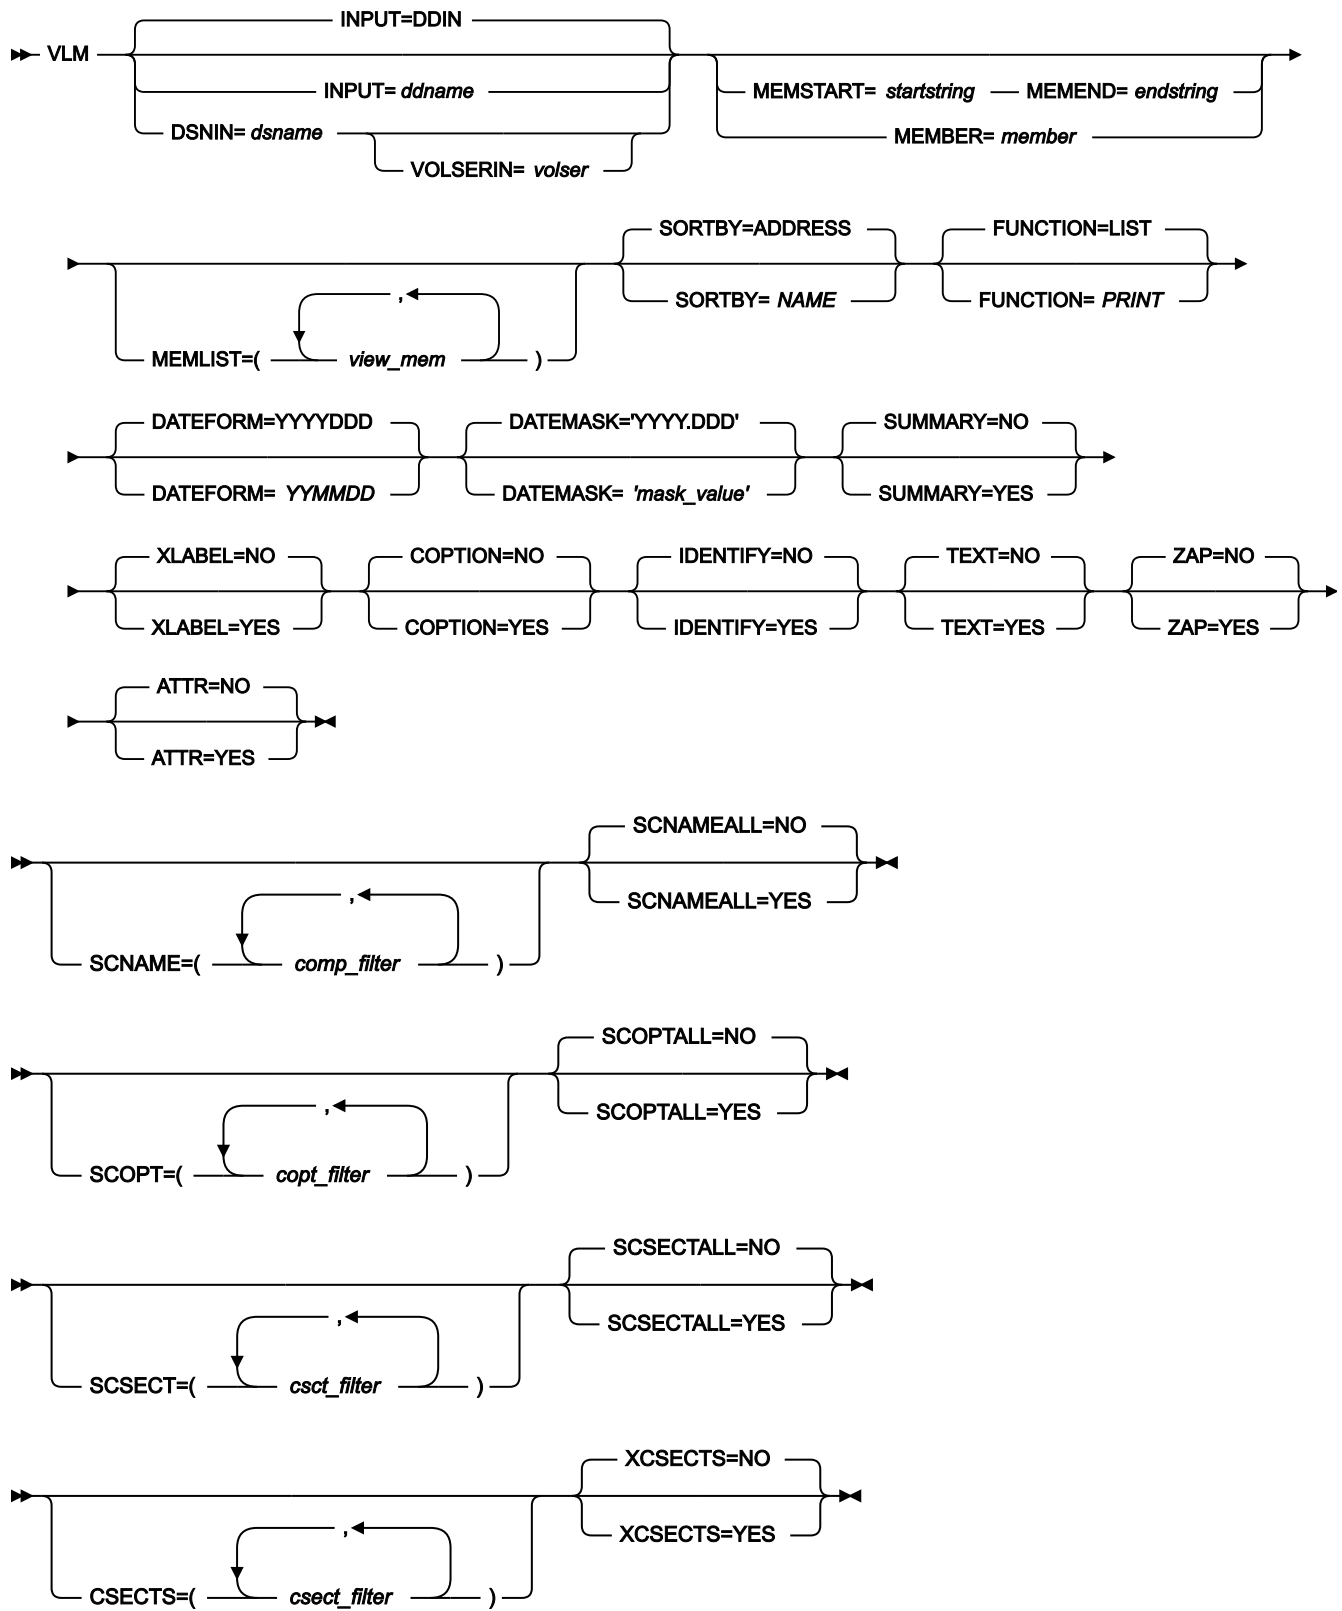 INPUT=DDIN
VLM
INPUT= ddname
MEMSTART= startstring MEMEND= endstring
DSNIN= dsname
MEMBER= member
VOLSERIN= volser
SORTBY=ADDRESS FUNCTION=LIST
SORTBY= NAME FUNCTION= PRINT
,
MEMLIST=( view_mem )
DATEFORM=YYYYDDD DATEMASK='YYYY.DDD' SUMMARY=NO
DATEFORM= YYMMDD DATEMASK= 'mask_value' SUMMARY=YES
XLABEL=NO COPTION=NO IDENTIFY=NO TEXT=NO ZAP=NO
XLABEL=YES COPTION=YES IDENTIFY=YES TEXT=YES ZAP=YES
ATTR=NO
ATTR=YES
SCNAMEALL=NO
,
SCNAMEALL=YES
SCNAME=( comp_filter )
SCOPTALL=NO
,
SCOPTALL=YES
SCOPT=( copt_filter )
SCSECTALL=NO
,
SCSECTALL=YES
SCSECT=( csct_filter )
XCSECTS=NO
,
XCSECTS=YES
CSECTS=( csect_filter )